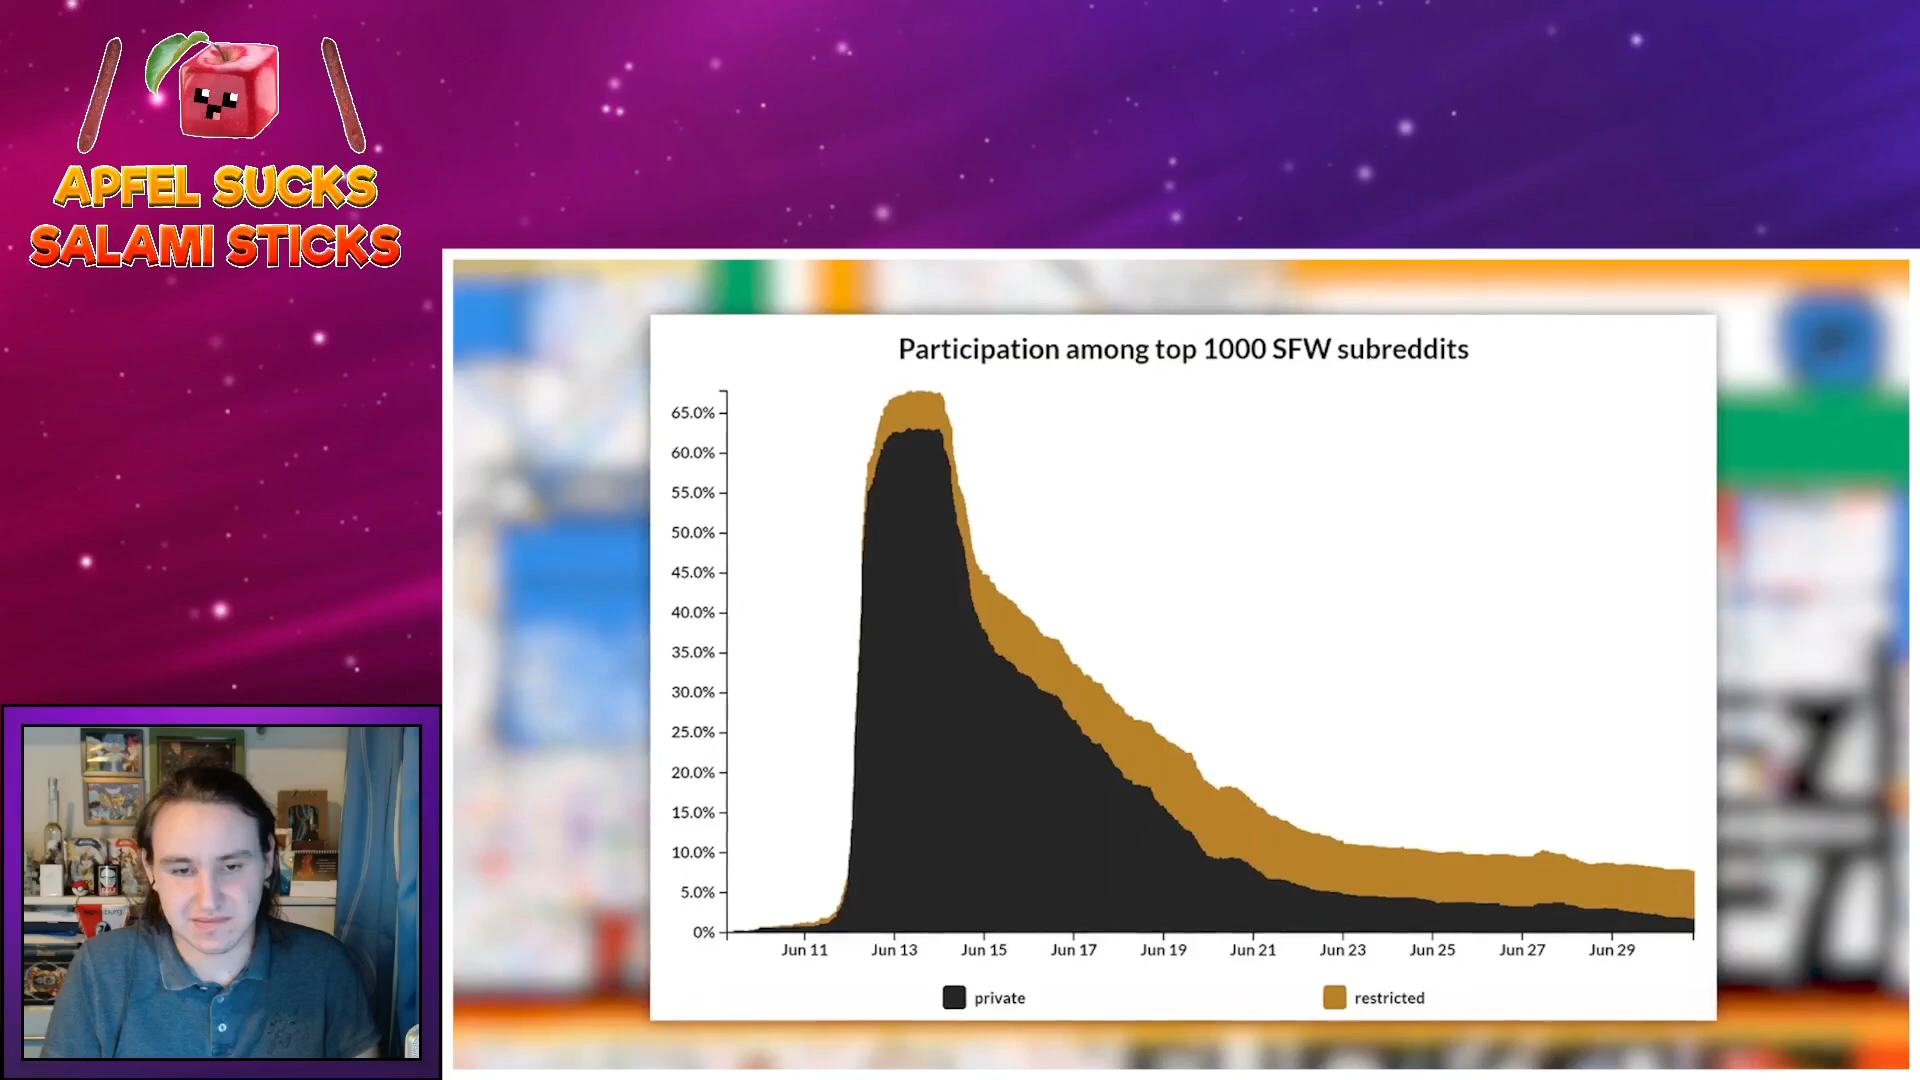 APFEL SUCKS
SALAMI STICKS
Participation among top 1000 SFW subreddits
65.0%
60.0%
55.0%
50.0%
45.0%
40.0%
35.0%
30.0%
25.0%
20.0%
15.0%
10.0%
5.0%
0%
Jun 11 Jun 13 Jun 15 Jun 17 Jun 19 Jun 21 Jun 23 Jun 25 Jun 27 Jun 29
private restricted